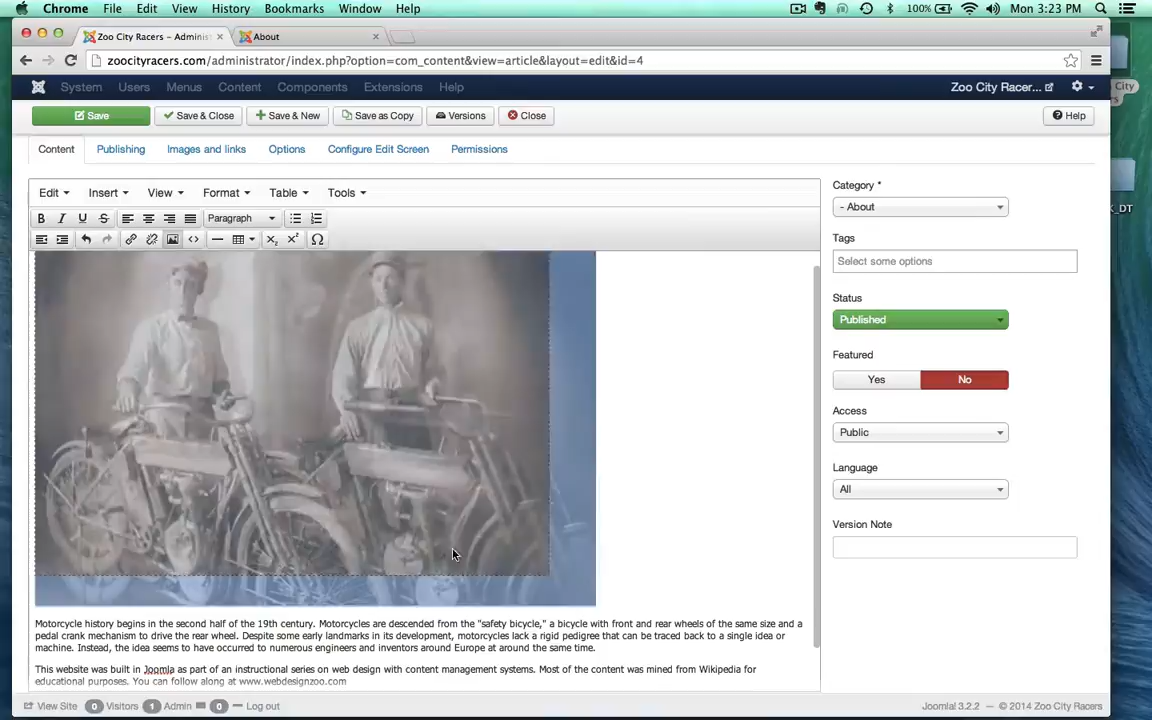 Chrome File Edit View History Bookmarks Window Help 100% Mon 3:23 PM
Zoo City Racers – Adminis About
zoocityracers.com/administrator/index.php?option=com_content&view=article&layout=edit&id=4
System Users Menus Content Components Extensions Help Zoo City Racer...
Save Save & Close Save & New Save as Copy Versions Close Help
Content Publishing Images and links Options Configure Edit Screen Permissions
Edit Insert View Format Table Tools
B I U S Paragraph
Category *
- About
Tags
Select some options
Status
Published
Featured
Yes No
Access
Public
Language
All
Version Note
Motorcycle history begins in the second half of the 19th century. Motorcycles are descended from the "safety bicycle," a bicycle with front and rear wheels of the same size and a
pedal crank mechanism to drive the rear wheel. Despite some early landmarks in its development, motorcycles lack a rigid pedigree that can be traced back to a single idea or
machine. Instead, the idea seems to have occurred to numerous engineers and inventors around Europe at around the same time.
This website was built in Joomla as part of an instructional series on web design with content management systems. Most of the content was mined from Wikipedia for
educational purposes. You can follow along at www.webdesignzoo.com
View Site 0 Visitors 1 Admin 0 Log out Joomla! 3.2.2 — © 2014 Zoo City Racers